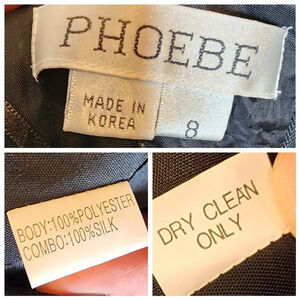 PHOEBE
MADE IN
KOREA
8
BODY:100%POLYESTER
COMBO:100%SILK
DRY CLEAN
ONLY